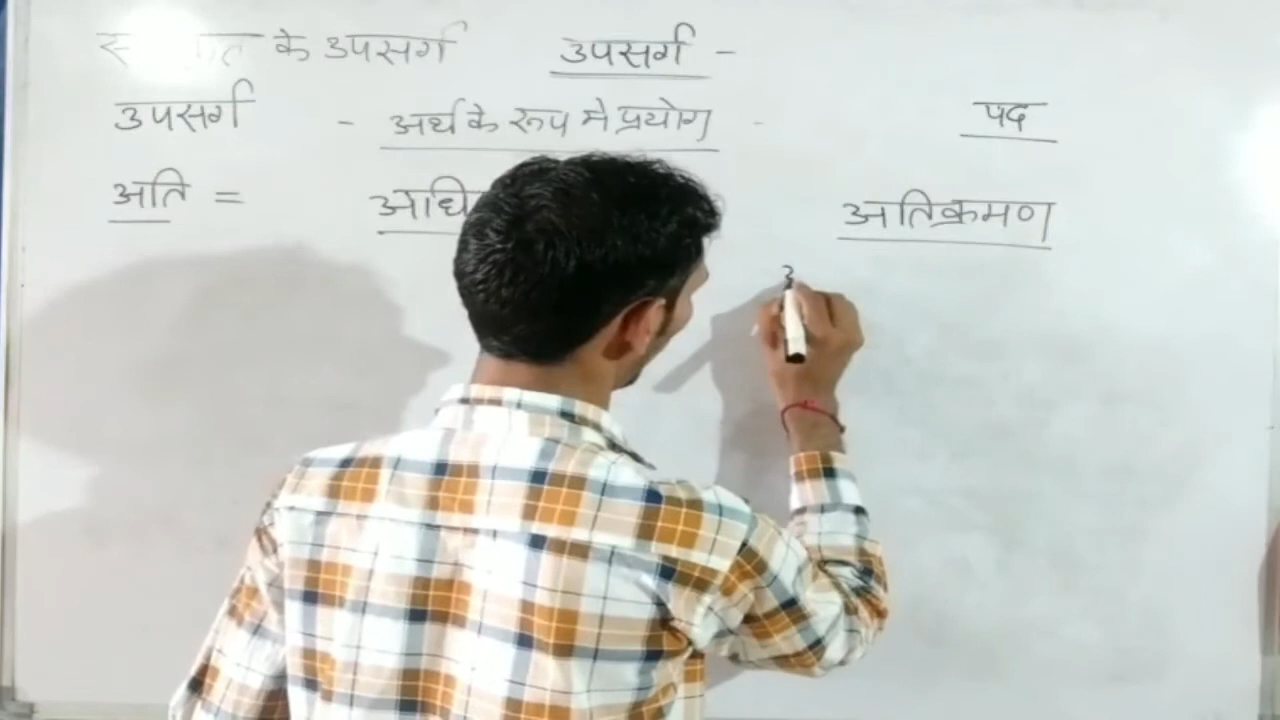 के उपसर्ग उपसर्ग -
उपसर्ग - अर्थ के रूप मे प्रयोग - पद
अति = अतिक्रमण